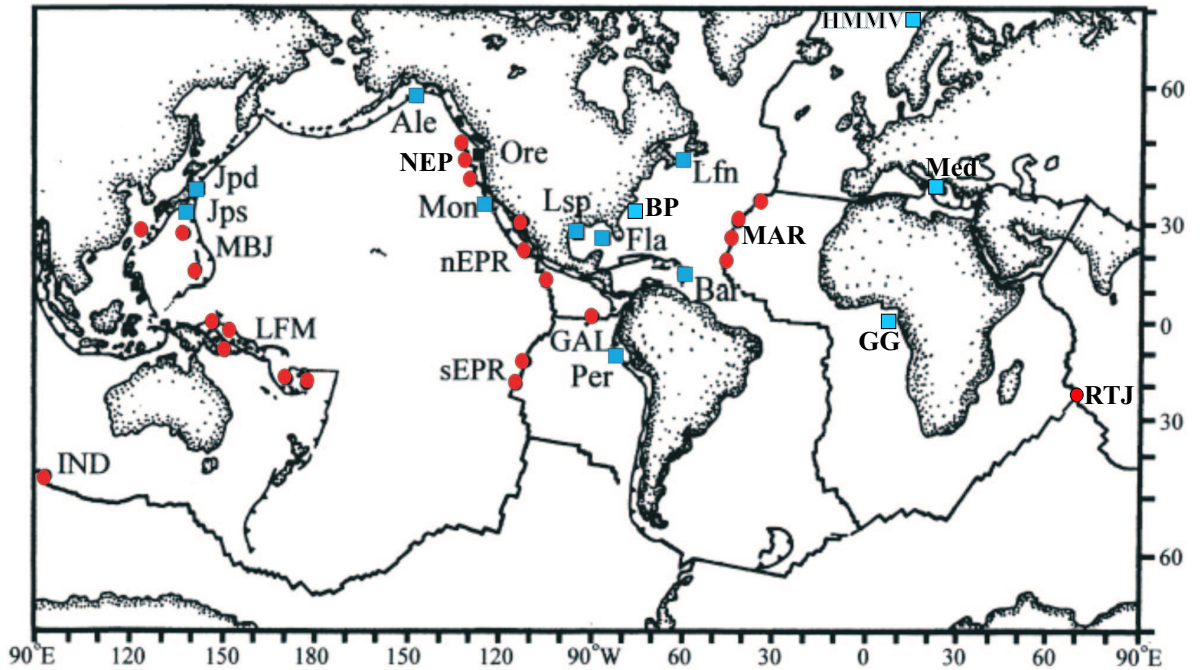 HMMV
60
Ale
Ore
NEP
Lfn
Med
Jpd
Jps
Mon
Lsp
BP
30
MBJ
Fla
MAR
nEPR
Bar
LFM
GAL
0
GG
sEPR
Per
RTJ
30
IND
60
90°E 120 150 180 150 120 90°W 60 30 0 30 60 90°E